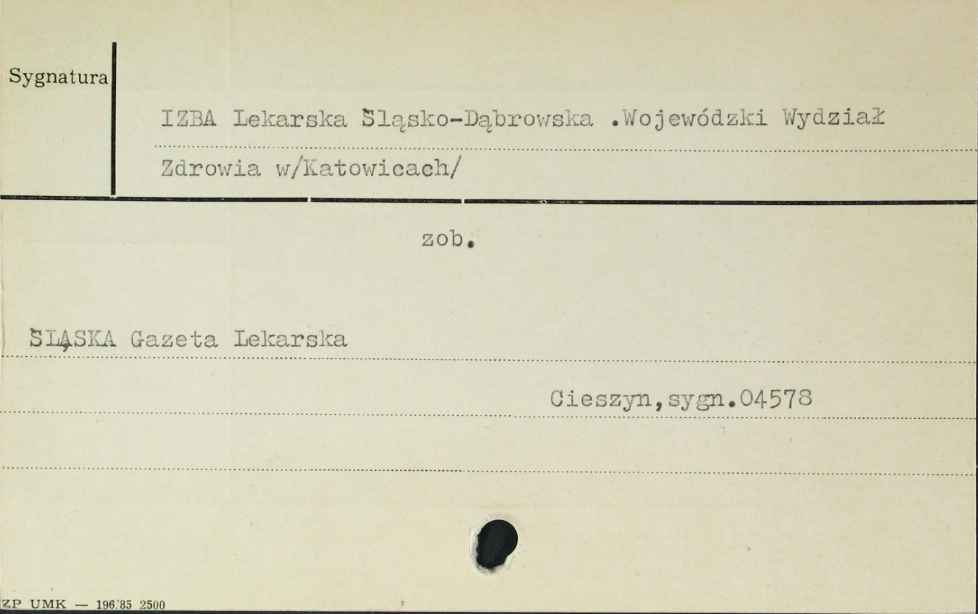 Sygnatura
IZBA Lekarska Śląsko-Dąbrowska .Wojewódzki Wydział
Zdrowia w/Katowicach/
zob.
ŚLĄSKA Gazeta Lekarska
Cieszyn,sygn.04578
ZP UMK — 196.85 2500